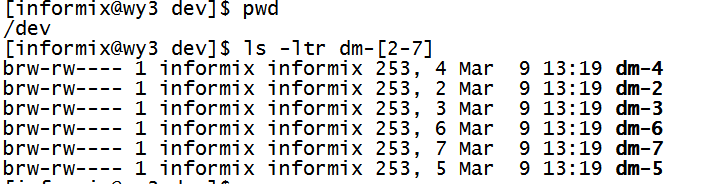 [informix@wy3 dev]$ pwd
/dev
[informix@wy3 dev]$ ls -ltr dm-[2-7]
brw-rw---- 1 informix informix 253, 4 Mar  9 13:19 dm-4
brw-rw---- 1 informix informix 253, 2 Mar  9 13:19 dm-2
brw-rw---- 1 informix informix 253, 3 Mar  9 13:19 dm-3
brw-rw---- 1 informix informix 253, 6 Mar  9 13:19 dm-6
brw-rw---- 1 informix informix 253, 7 Mar  9 13:19 dm-7
brw-rw---- 1 informix informix 253, 5 Mar  9 13:19 dm-5
[informix@wy3 dev]$